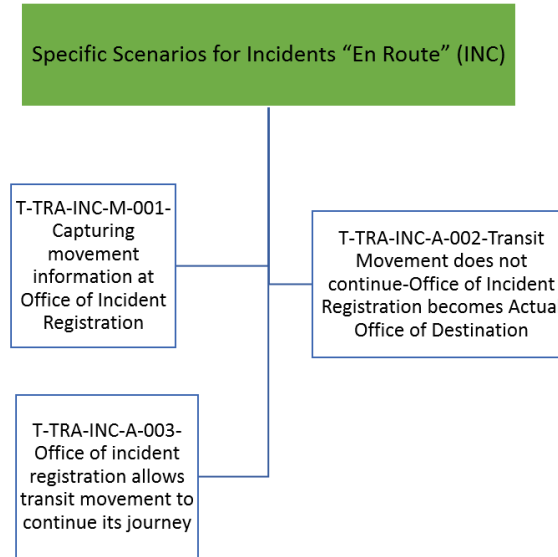 Specific Scenarios for Incidents “En Route” (INC)
T-TRA-INC-M-001-
Capturing
movement
information at
Office of Incident
Registration
T-TRA-INC-A-002-Transit
Movement does not
continue-Office of Incident
Registration becomes Actua
Office of Destination
T-TRA-INC-A-003-
Office of incident
registration allows
transit movement to
continue its journey